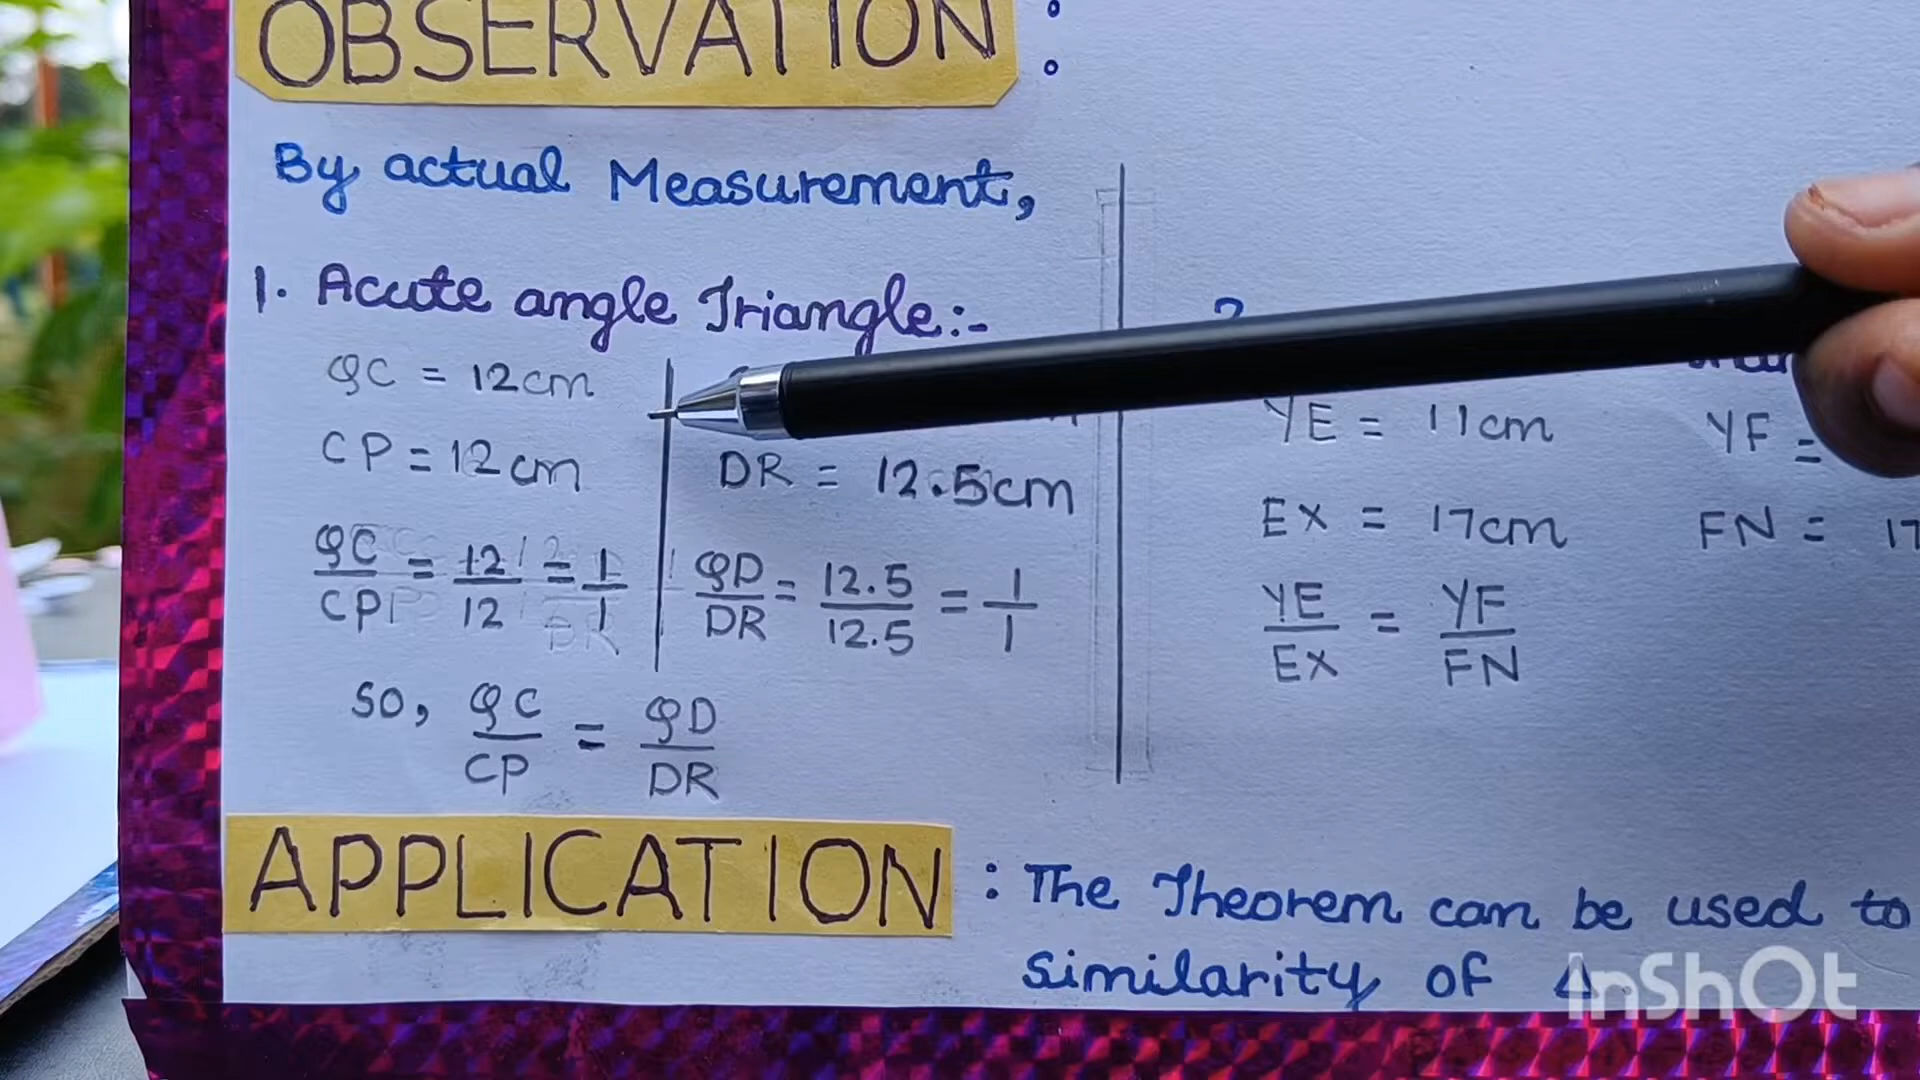 OBSERVATION :
By actual Measurement,
1. Acute angle Triangle:-
QC = 12cm
CP = 12cm
QC/CP = 12/12 = 1/1
DR = 12.5cm
QD/DR = 12.5/12.5 = 1/1
So, QC/CP = QD/DR
YE = 11cm
EX = 17cm
YE/EX = YF/FN
YF =
FN = 17
APPLICATION : The Theorem can be used to
similarity of Δ.
InShOt